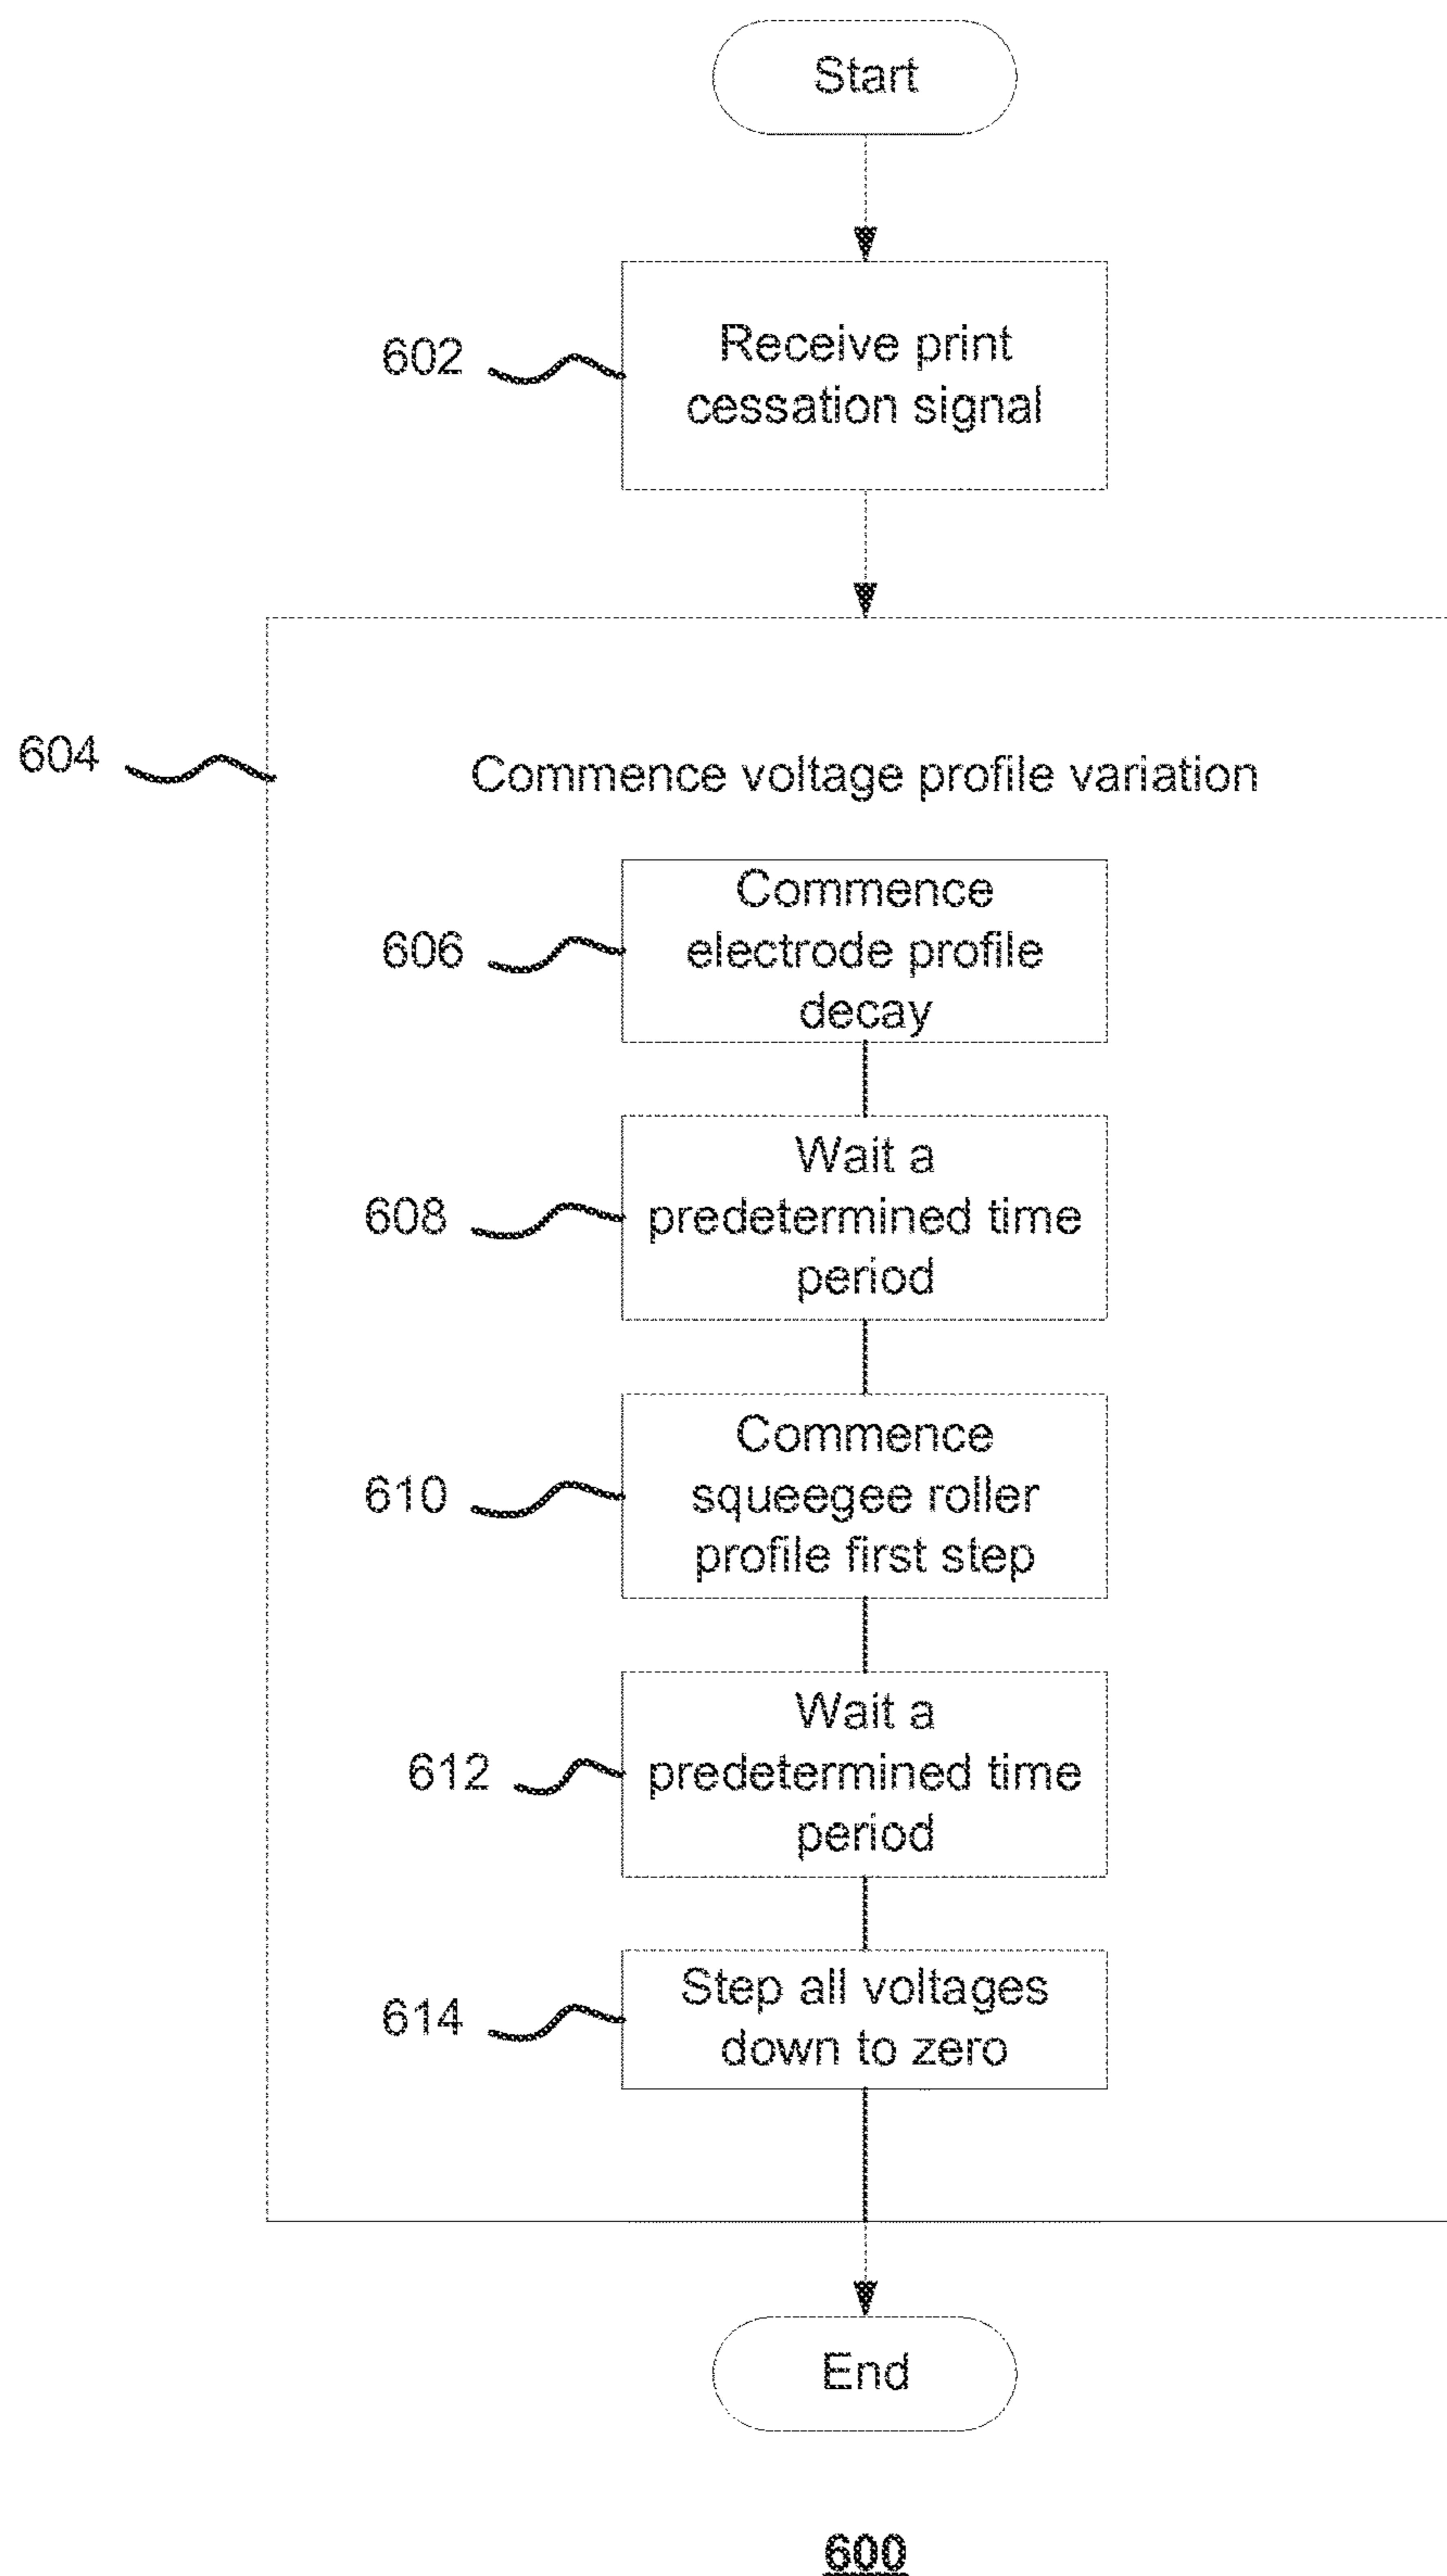 Start
602
Receive print
cessation signal
604
Commence voltage profile variation
606
Commence
electrode profile
decay
608
Wait a
predetermined time
period
610
Commence
squeegee roller
profile first step
612
Wait a
predetermined time
period
614
Step all voltages
down to zero
End
600